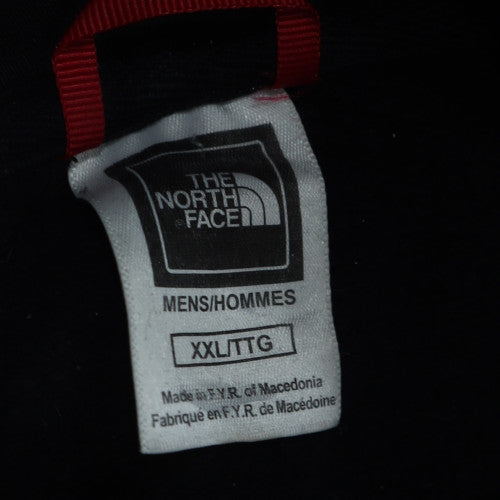 THE
NORTH
FACE
MENS/HOMMES
XXL/TTG
Made in F.Y.R. of Macedonia
Fabriqué en F.Y.R. de Macédoine